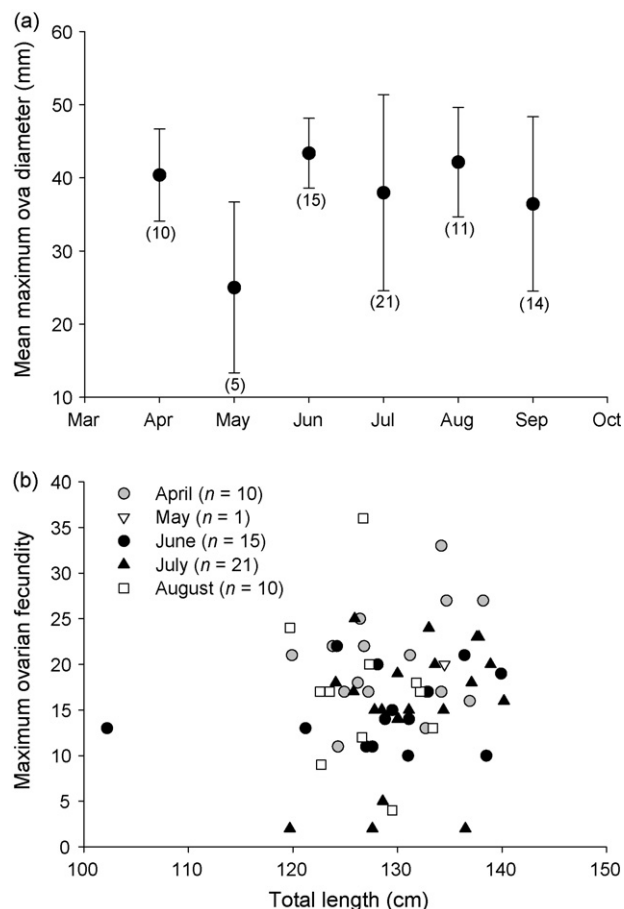 (a)
Mean maximum ova diameter (mm)
60
50
40
30
20
10
(10)
(5)
(15)
(21)
(11)
(14)
Mar Apr May Jun Jul Aug Sep Oct
(b)
Maximum ovarian fecundity
40
35
30
25
20
15
10
5
0
April (n = 10)
May (n = 1)
June (n = 15)
July (n = 21)
August (n = 10)
100 120 130 140 150
Total length (cm)